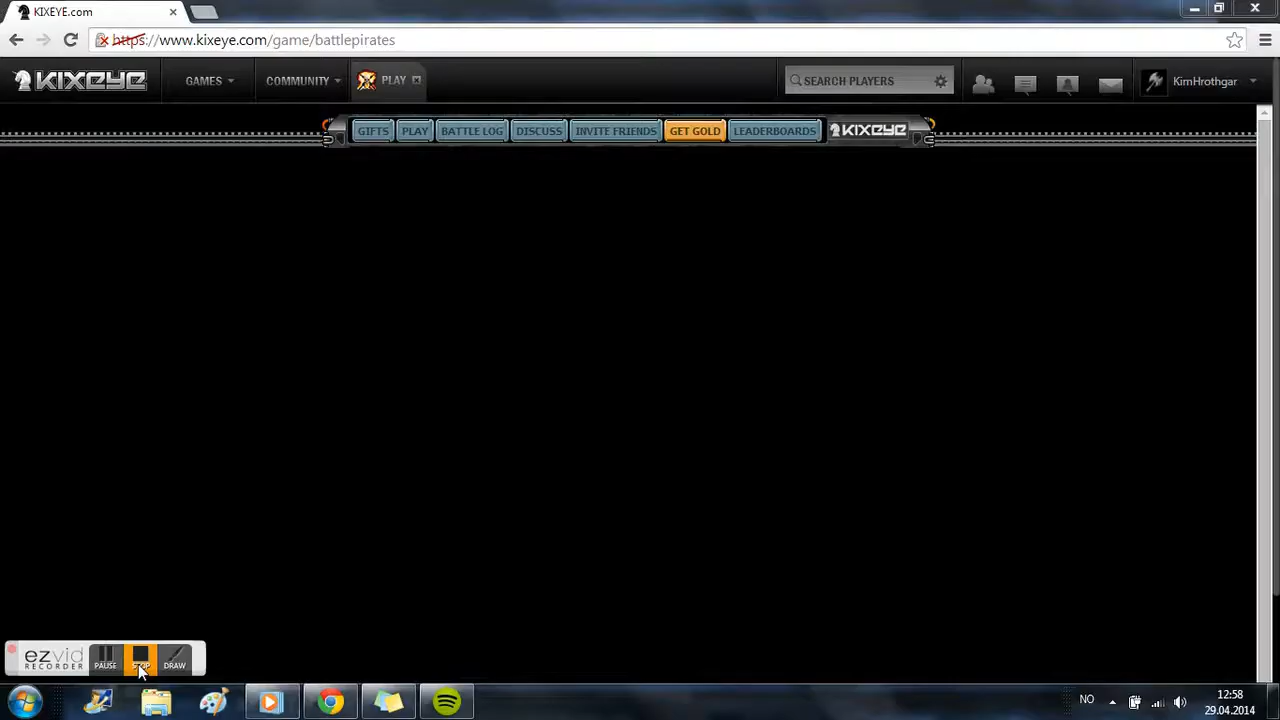 KIXEYE.com
https://www.kixeye.com/game/battlepirates
KIXEYE GAMES COMMUNITY PLAY SEARCH PLAYERS KimHrothgar
GIFTS PLAY BATTLE LOG DISCUSS INVITE FRIENDS GET GOLD LEADERBOARDS KIXEYE
ezvid
RECORDER PAUSE STOP DRAW
NO 12:58
29.04.2014